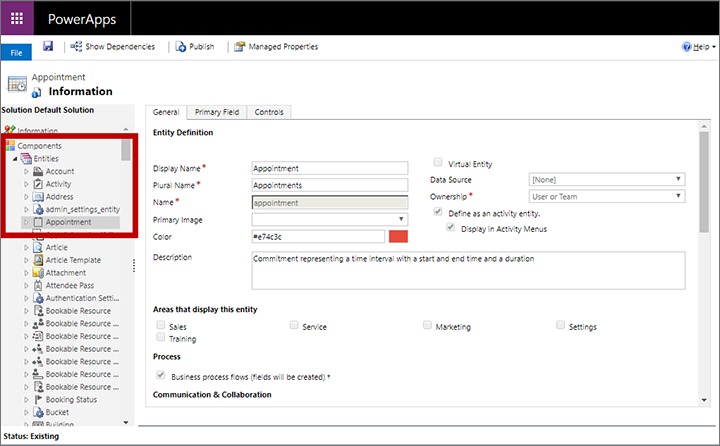 PowerApps
File
Show Dependencies
Publish
Managed Properties
Help
Appointment
Information
Solution Default Solution
Information
Components
Entities
Account
Activity
Address
admin_settings_entity
Appointment
Article
Article Template
Attachment
Attendee Pass
Authentication Setti...
Bookable Resource
Bookable Resource ...
Bookable Resource ...
Bookable Resource ...
Bookable Resource ...
Bookable Resource ...
Bookable Resource ...
Booking Status
Bucket
Building
General
Primary Field
Controls
Entity Definition
Display Name * Appointment
Plural Name * Appointments
Name * appointment
Primary Image
Color #e74c3c
Description Commitment representing a time interval with a start and end time and a duration
Virtual Entity
Data Source [None]
Ownership * User or Team
Define as an activity entity.
Display in Activity Menus
Areas that display this entity
Sales Service Marketing Settings
Training
Process
Business process flows (fields will be created) +
Communication & Collaboration
Status: Existing